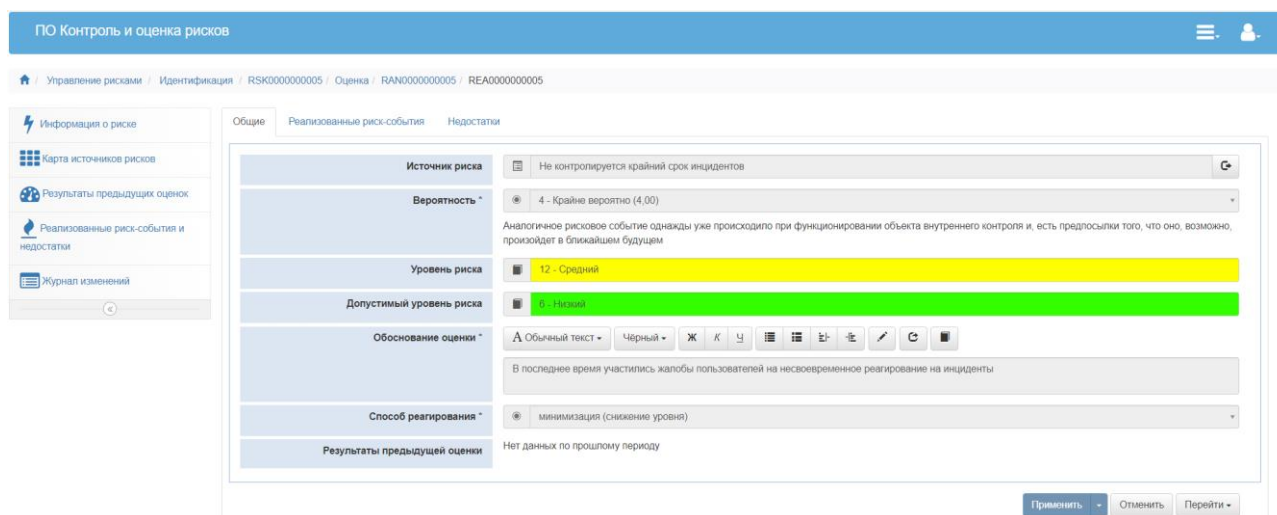 ПО Контроль и оценка рисков
/ Управление рисками / Идентификация / RSK0000000005 / Оценка / RAN0000000005 / REA0000000005
Информация о риске
Карта источников рисков
Результаты предыдущих оценок
Реализованные риск-события и
недостатки
Журнал изменений
Общие Реализованные риск-события Недостатки
Источник риска Не контролируется крайний срок инцидентов
Вероятность * 4 - Крайне вероятно (4,00)
Аналогичное рисковое событие однажды уже происходило при функционировании объекта внутреннего контроля и, есть предпосылки того, что оно, возможно,
произойдет в ближайшем будущем
Уровень риска 12 - Средний
Допустимый уровень риска 6 - Низкий
Обоснование оценки * A Обычный текст Чёрный Ж К Ч
В последнее время участились жалобы пользователей на несвоевременное реагирование на инциденты
Способ реагирования * минимизация (снижение уровня)
Результаты предыдущей оценки Нет данных по прошлому периоду
Применить Отменить Перейти